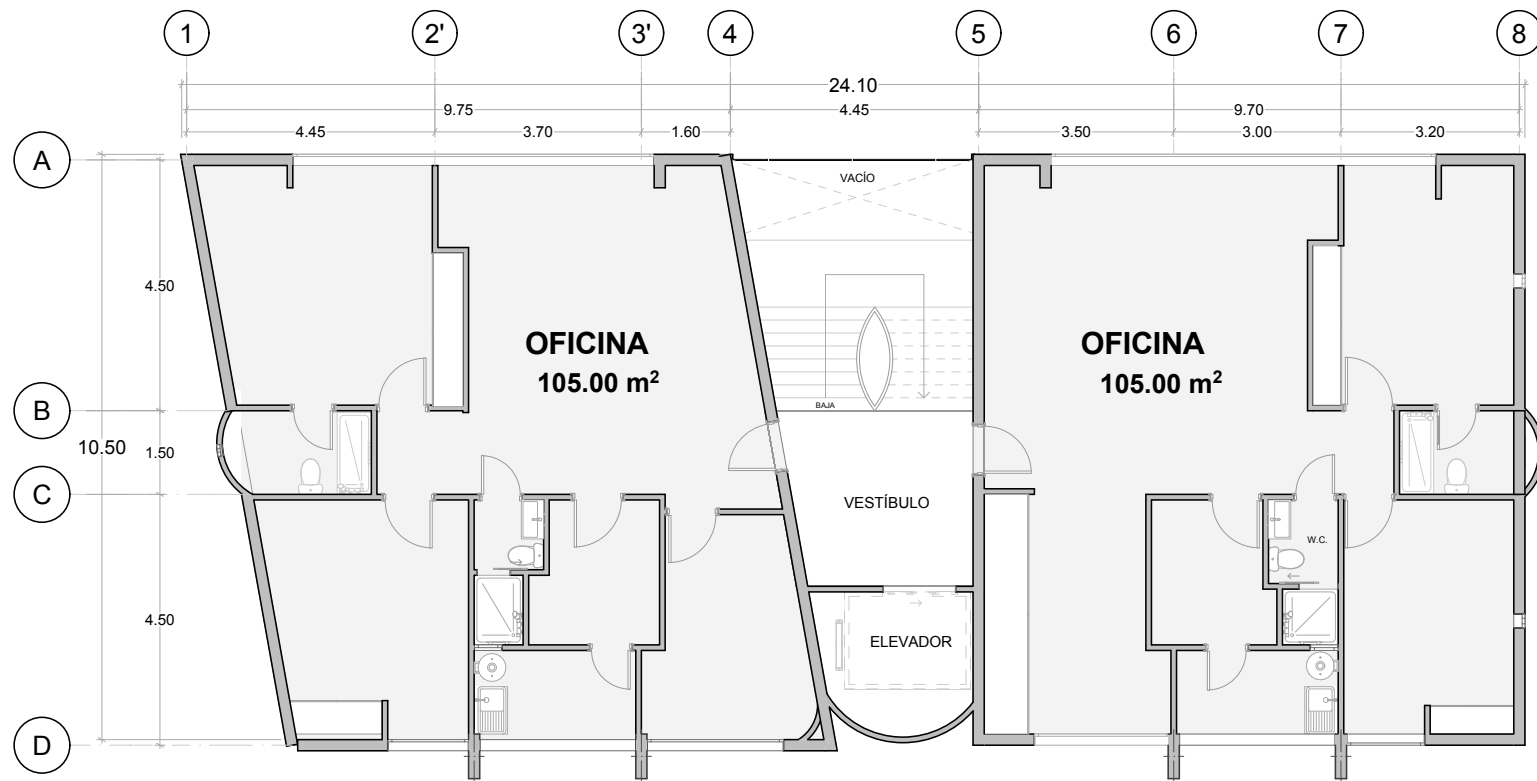 1 2' 3' 4 5 6 7 8
24.10
9.75 4.45 9.70
4.45 3.70 1.60 3.50 3.00 3.20
A
VACÍO
4.50
OFICINA
105.00 m²
OFICINA
105.00 m²
BAJA
B
10.50
1.50
C
VESTÍBULO
W.C.
4.50
ELEVADOR
D